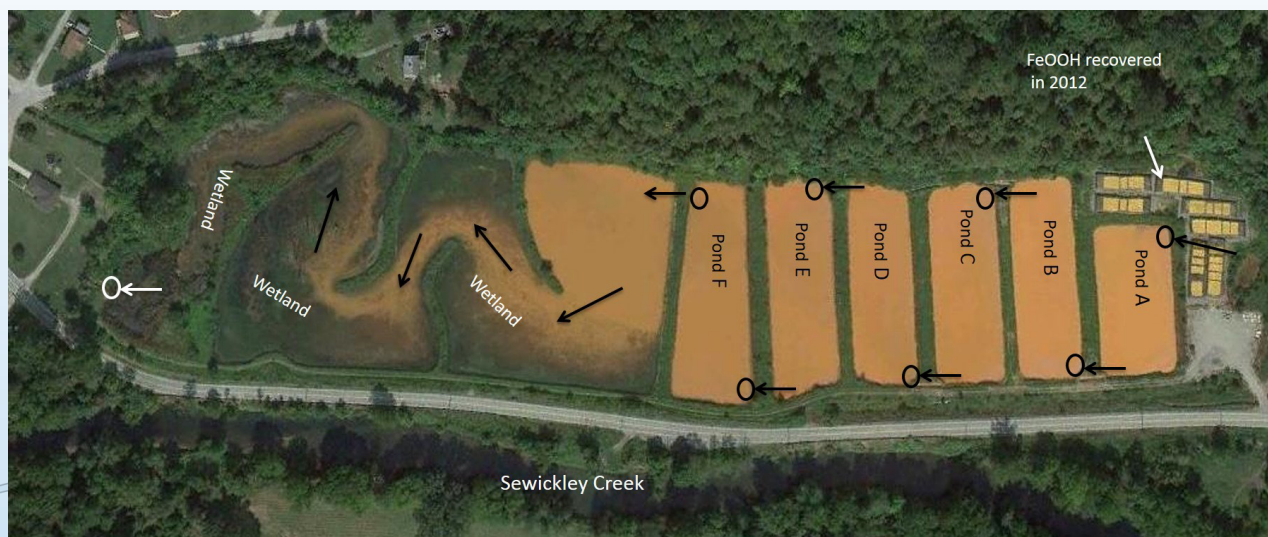 FeOOH recovered
in 2012
Wetland
Wetland
Wetland
Pond F
Pond E
Pond D
Pond C
Pond B
Pond A
Sewickley Creek